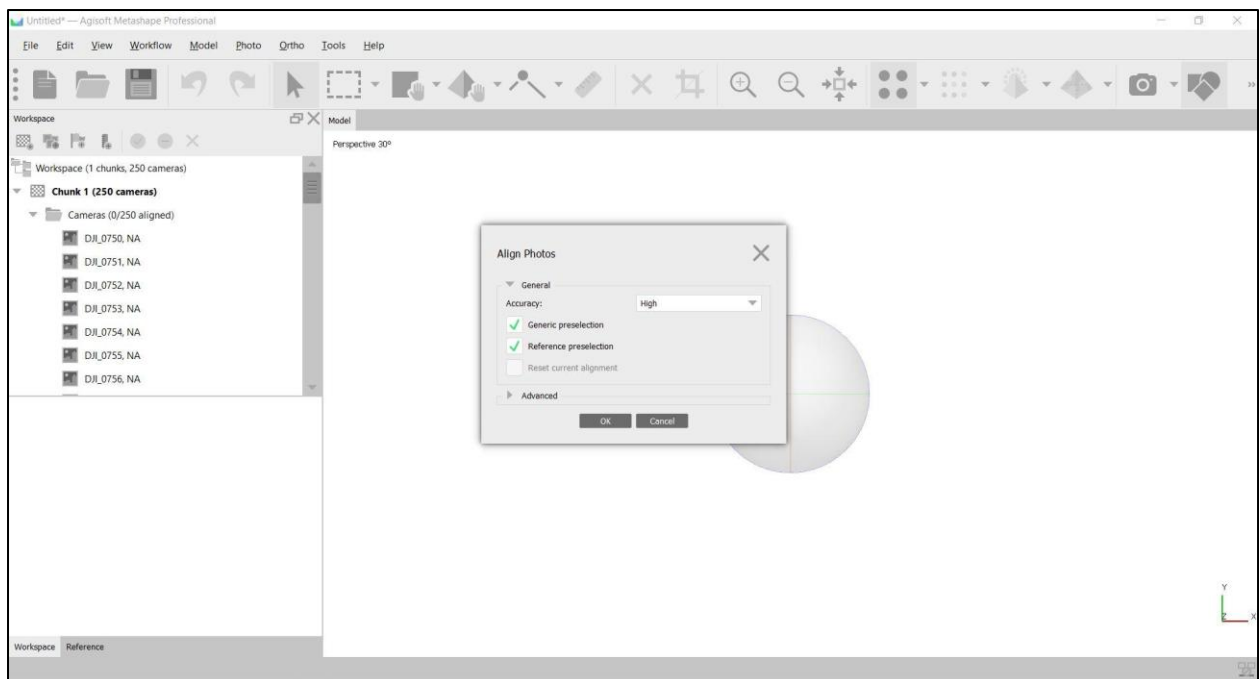 Untitled* — Agisoft Metashape Professional
File Edit View Workflow Model Photo Ortho Tools Help
Workspace
Model
Perspective 30°
Workspace (1 chunks, 250 cameras)
Chunk 1 (250 cameras)
Cameras (0/250 aligned)
DJI_0750, NA
DJI_0751, NA
DJI_0752, NA
DJI_0753, NA
DJI_0754, NA
DJI_0755, NA
DJI_0756, NA
Align Photos
General
Accuracy: High
Generic preselection
Reference preselection
Reset current alignment
Advanced
OK Cancel
Y
Z X
Workspace Reference